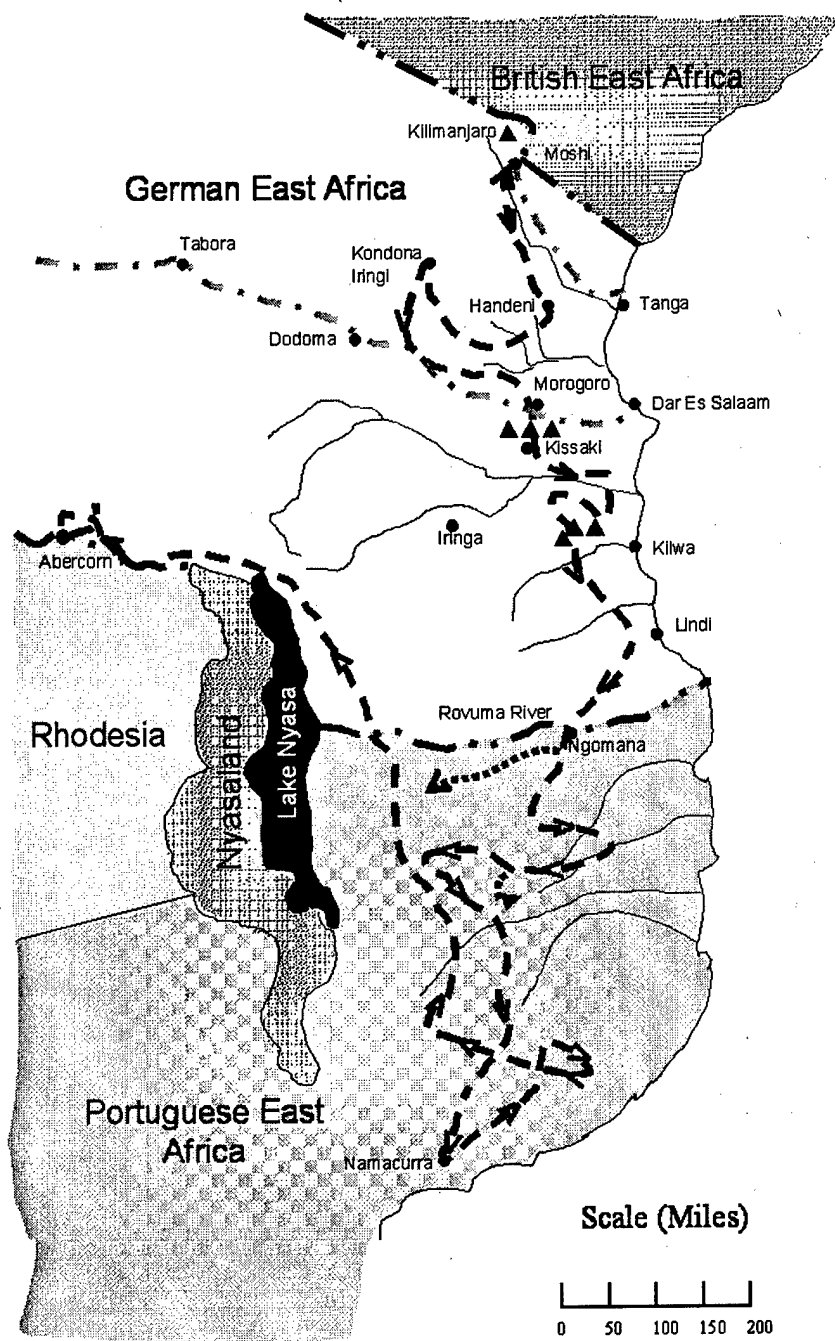 British East Africa
Kilimanjaro
Moshi
German East Africa
Tabora
Kondona
Iringi
Handeni
Tanga
Dodoma
Morogoro
Dar Es Salaam
Kissaki
Iringa
Kilwa
Abercorn
Lindi
Rovuma River
Ngomana
Rhodesia
Nyasaland
Lake Nyasa
Portuguese East
Africa
Namacurra
Scale (Miles)
0 50 100 150 200